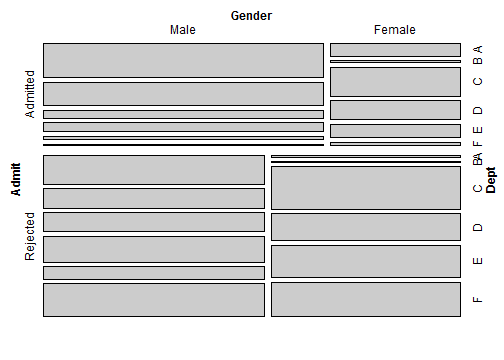 Gender
Male Female
Admit
Admitted
Rejected
Dept
A
B
C
D
E
F
A
B
C
D
E
F